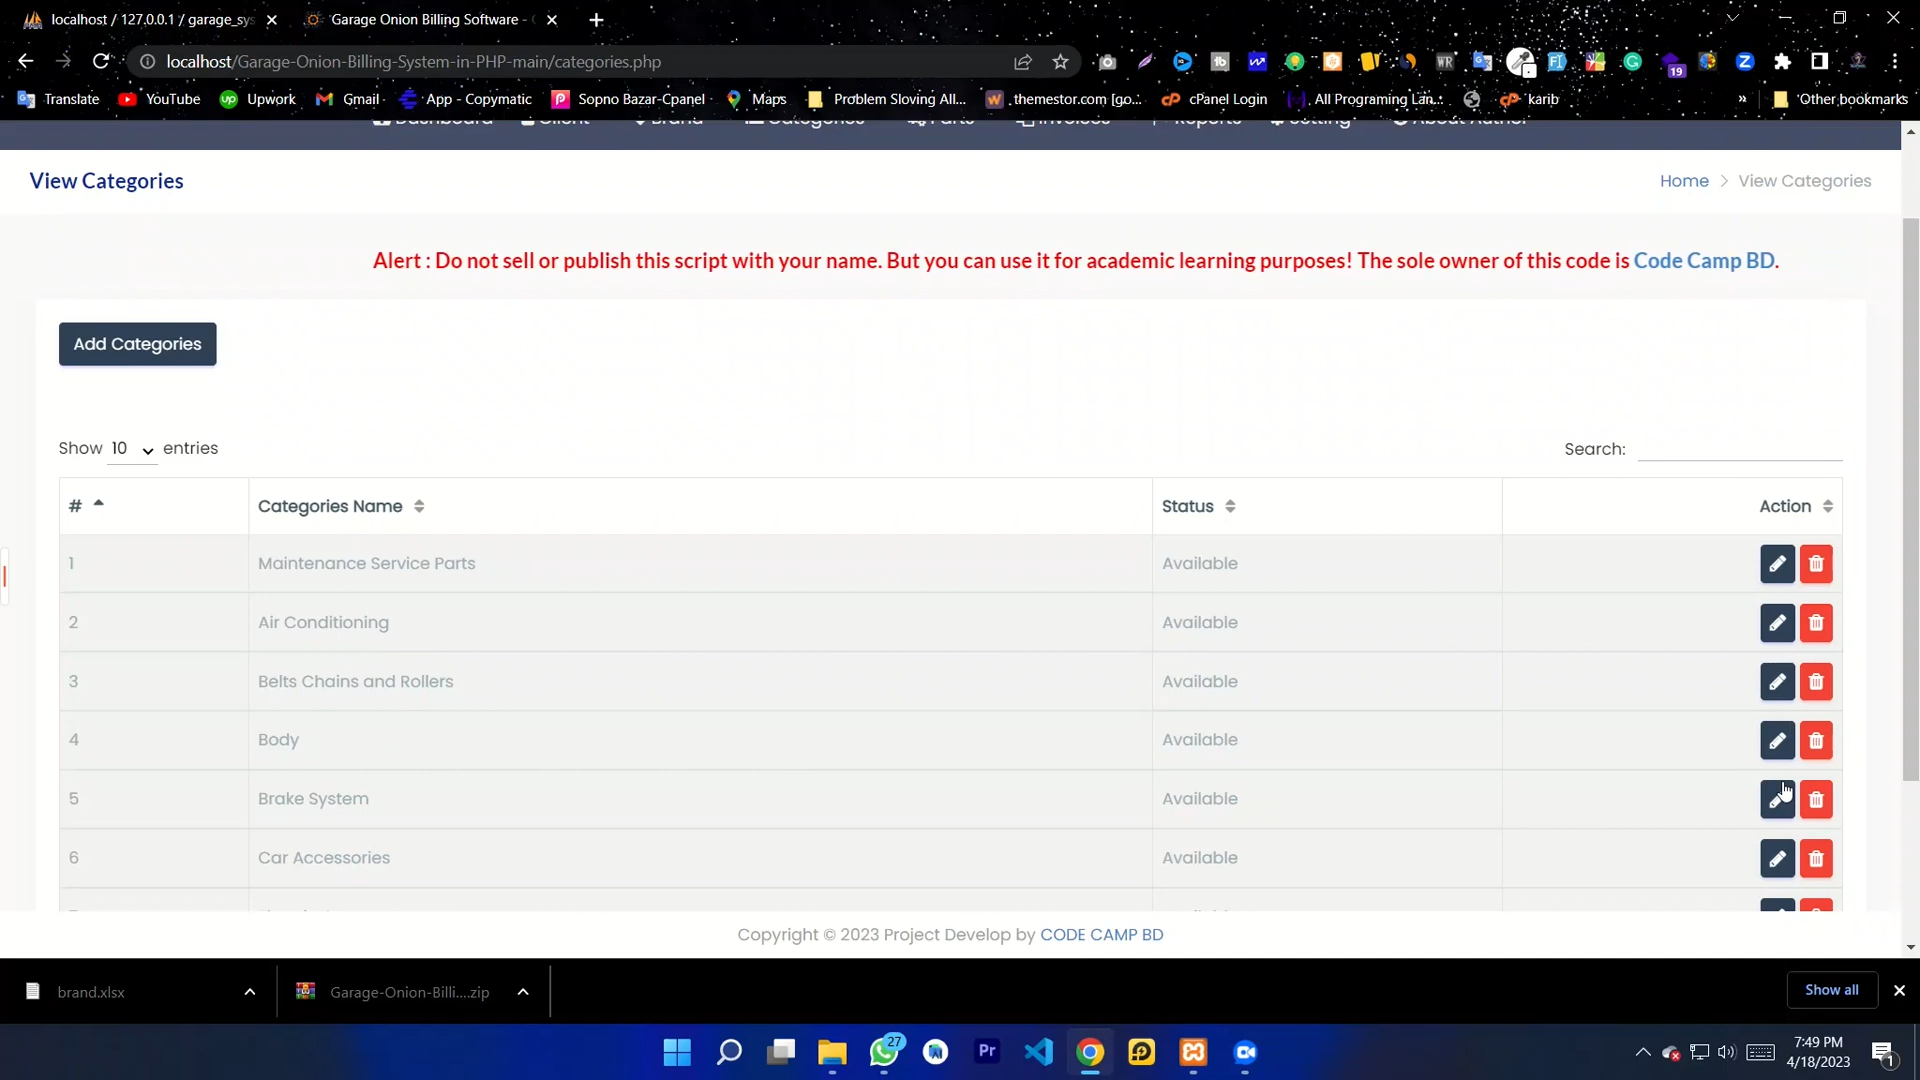 localhost / 127.0.0.1 / garage_sys
Garage Onion Billing Software -
localhost/Garage-Onion-Billing-System-in-PHP-main/categories.php
19
Translate
YouTube
Upwork
Gmail
App - Copymatic
Sopno Bazar-Cpanel
Maps
Problem Sloving All...
.themestor.com [go...
cPanel Login
All Programing Lan...
karib
»
Other bookmarks
Dashboard
Client
Brand
Categories
Parts
Invoices
Reports
Setting
About Author
View Categories
Home > View Categories
Alert : Do not sell or publish this script with your name. But you can use it for academic learning purposes! The sole owner of this code is Code Camp BD.
Add Categories
Show 10 entries
Search:
# Categories Name Status Action
1 Maintenance Service Parts Available
2 Air Conditioning Available
3 Belts Chains and Rollers Available
4 Body Available
5 Brake System Available
6 Car Accessories Available
Copyright © 2023 Project Develop by CODE CAMP BD
brand.xlsx
Garage-Onion-Billi....zip
Show all
27
Pr
7:49 PM
4/18/2023
1